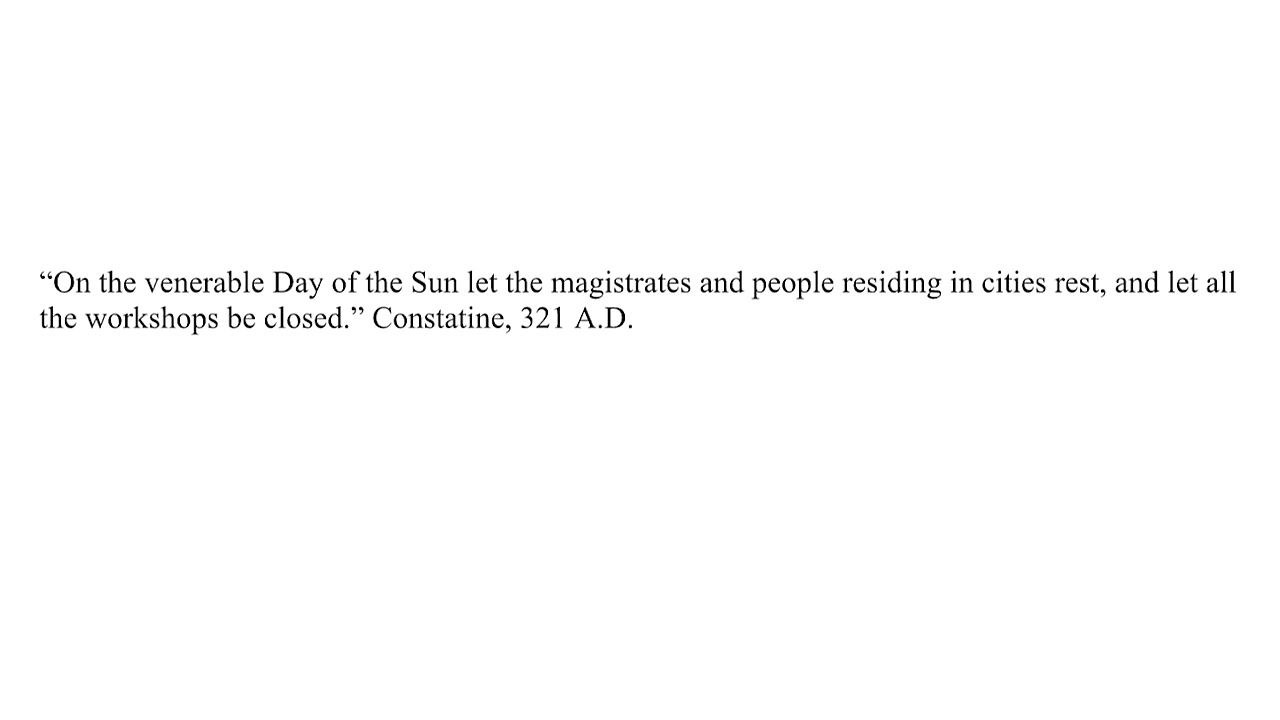 “On the venerable Day of the Sun let the magistrates and people residing in cities rest, and let all
the workshops be closed.” Constatine, 321 A.D.